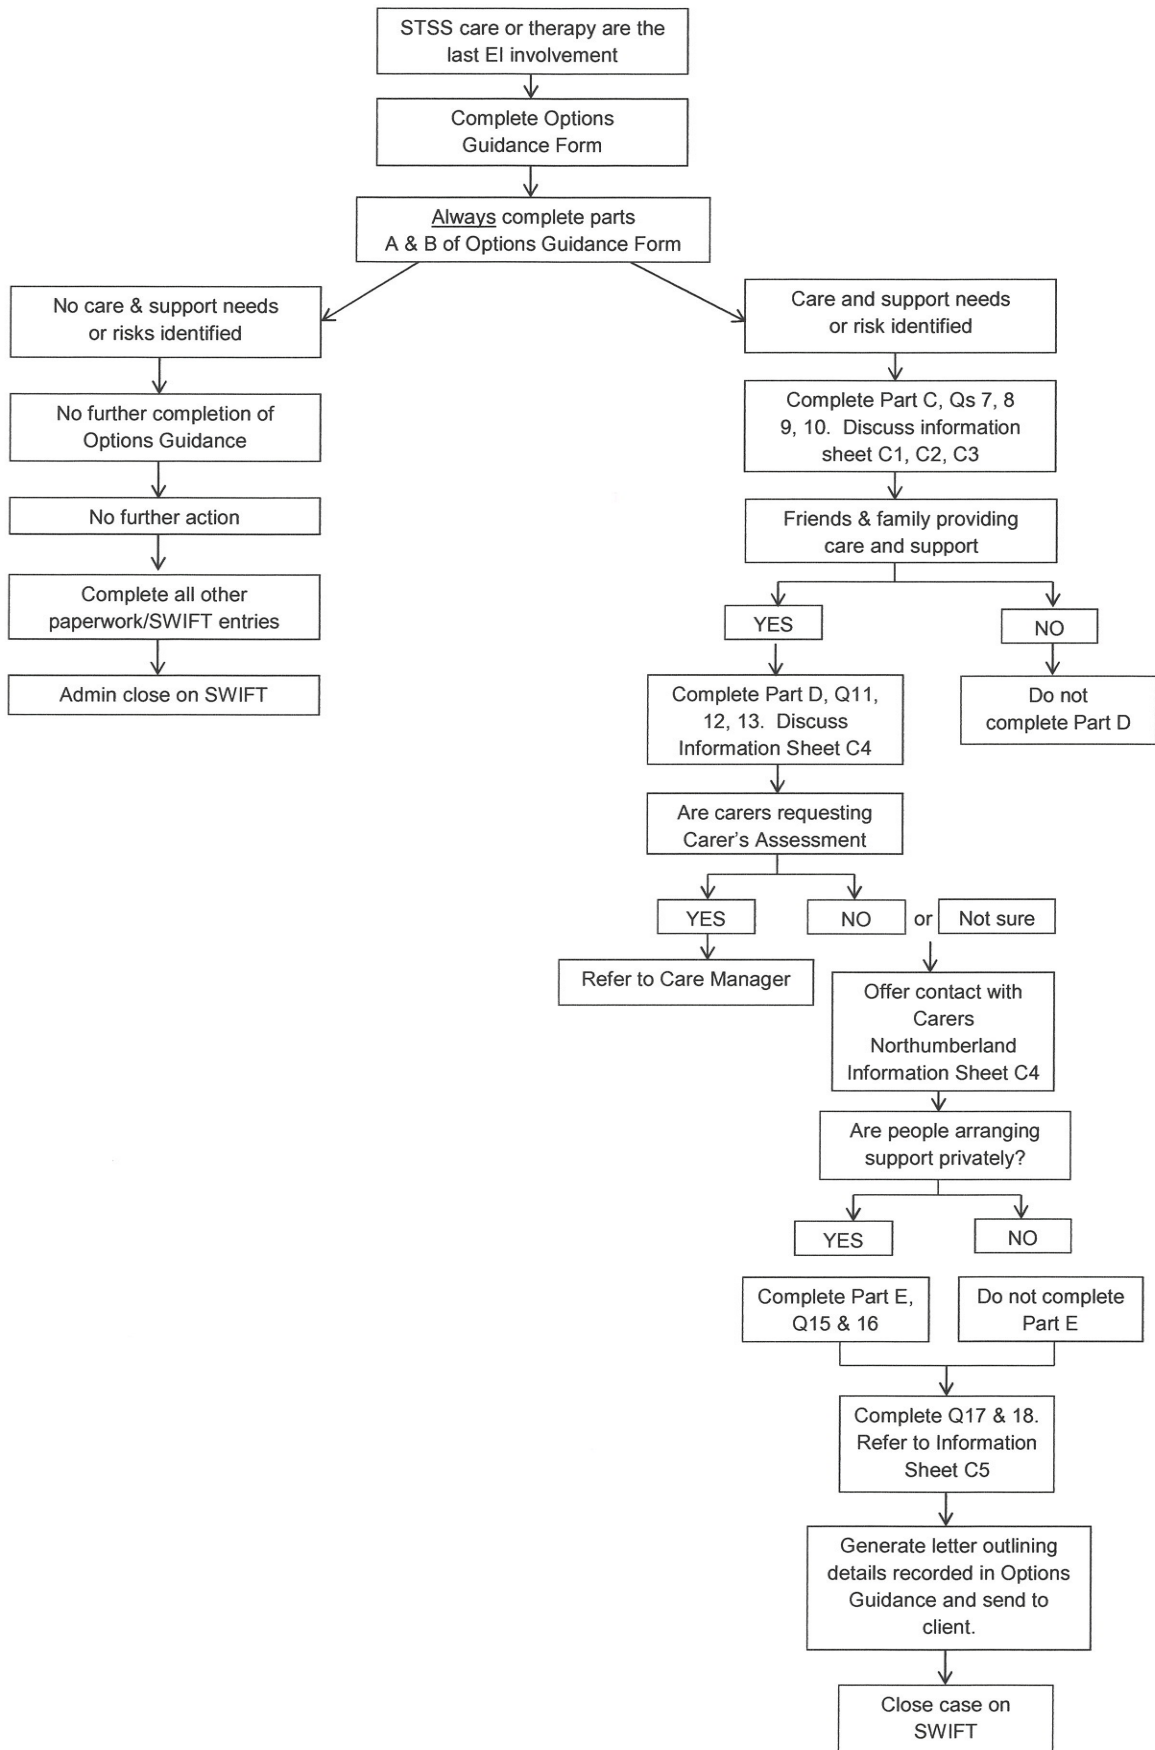 STSS care or therapy are the
last EI involvement
Complete Options
Guidance Form
Always complete parts
A & B of Options Guidance Form
No care & support needs
or risks identified
No further completion of
Options Guidance
No further action
Complete all other
paperwork/SWIFT entries
Admin close on SWIFT
Care and support needs
or risk identified
Complete Part C, Qs 7, 8
9, 10. Discuss information
sheet C1, C2, C3
Friends & family providing
care and support
YES
NO
Complete Part D, Q11,
12, 13. Discuss
Information Sheet C4
Do not
complete Part D
Are carers requesting
Carer's Assessment
YES
NO or Not sure
Refer to Care Manager
Offer contact with
Carers
Northumberland
Information Sheet C4
Are people arranging
support privately?
YES
NO
Complete Part E,
Q15 & 16
Do not complete
Part E
Complete Q17 & 18.
Refer to Information
Sheet C5
Generate letter outlining
details recorded in Options
Guidance and send to
client.
Close case on
SWIFT